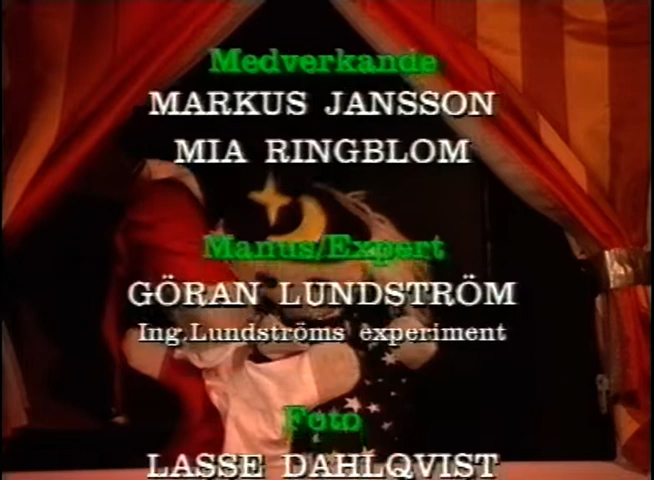 Medverkande
MARKUS JANSSON
MIA RINGBLOM
Manus/Expert
GÖRAN LUNDSTRÖM
Ing.Lundströms experiment
Foto
LASSE DAHLQVIST